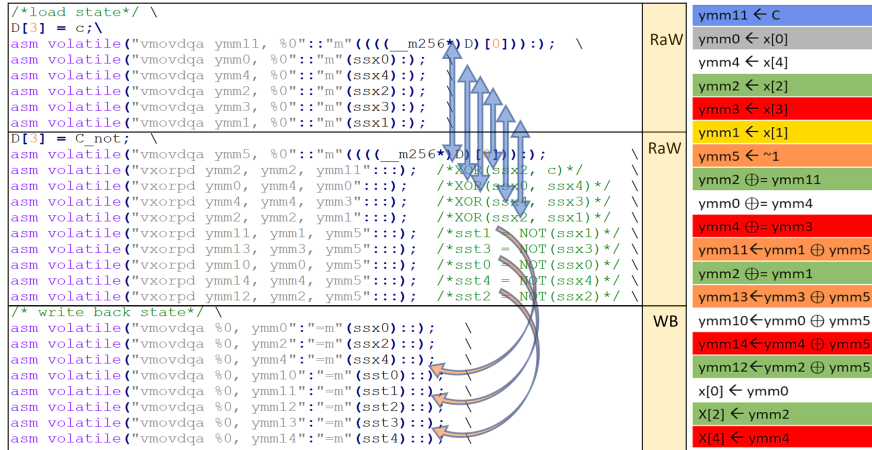 /*load state*/ \
D[3] = c;\
asm volatile("vmovdqa ymm11, %0"::"m"((((__m256*)D)[0])):); \
asm volatile("vmovdqa ymm0, %0"::"m"(ssx0):); \
asm volatile("vmovdqa ymm4, %0"::"m"(ssx4):); \
asm volatile("vmovdqa ymm2, %0"::"m"(ssx2):); \
asm volatile("vmovdqa ymm3, %0"::"m"(ssx3):); \
asm volatile("vmovdqa ymm1, %0"::"m"(ssx1):); \
RaW
D[3] = C_not; \
asm volatile("vmovdqa ymm5, %0"::"m"((((__m256*)D)[ ])):); \
asm volatile("vxorpd ymm2, ymm2, ymm11":::); /*XOR(ssx2, c)*/ \
asm volatile("vxorpd ymm0, ymm4, ymm0":::); /*XOR(ssx0, ssx4)*/ \
asm volatile("vxorpd ymm4, ymm4, ymm3":::); /*XOR(ssx4, ssx3)*/ \
asm volatile("vxorpd ymm2, ymm2, ymm1":::); /*XOR(ssx2, ssx1)*/ \
asm volatile("vxorpd ymm11, ymm1, ymm5":::); /*sst1 = NOT(ssx1)*/ \
asm volatile("vxorpd ymm13, ymm3, ymm5":::); /*sst3 = NOT(ssx3)*/ \
asm volatile("vxorpd ymm10, ymm0, ymm5":::); /*sst0 = NOT(ssx0)*/ \
asm volatile("vxorpd ymm14, ymm4, ymm5":::); /*sst4 = NOT(ssx4)*/ \
asm volatile("vxorpd ymm12, ymm2, ymm5":::); /*sst2 = NOT(ssx2)*/ \
RaW
/* write back state*/ \
asm volatile("vmovdqa %0, ymm0":"=m"(ssx0)::); \
asm volatile("vmovdqa %0, ymm2":"=m"(ssx2)::); \
asm volatile("vmovdqa %0, ymm4":"=m"(ssx4)::); \
asm volatile("vmovdqa %0, ymm10":"=m"(sst0)::); \
asm volatile("vmovdqa %0, ymm11":"=m"(sst1)::); \
asm volatile("vmovdqa %0, ymm12":"=m"(sst2)::); \
asm volatile("vmovdqa %0, ymm13":"=m"(sst3)::); \
asm volatile("vmovdqa %0, ymm14":"=m"(sst4)::); \
WB
ymm11 ← C
ymm0 ← x[0]
ymm4 ← x[4]
ymm2 ← x[2]
ymm3 ← x[3]
ymm1 ← x[1]
ymm5 ← ~1
ymm2 ⊕= ymm11
ymm0 ⊕= ymm4
ymm4 ⊕= ymm3
ymm11←ymm1 ⊕ ymm5
ymm2 ⊕= ymm1
ymm13←ymm3 ⊕ ymm5
ymm10←ymm0 ⊕ ymm5
ymm14←ymm4 ⊕ ymm5
ymm12←ymm2 ⊕ ymm5
x[0] ← ymm0
X[2] ← ymm2
X[4] ← ymm4